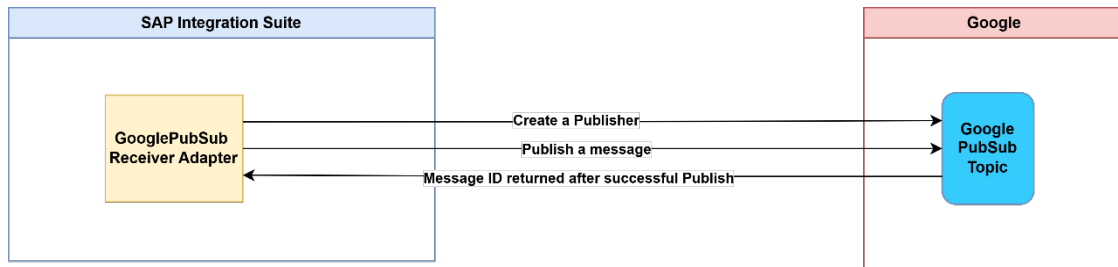 SAP Integration Suite
Google
GooglePubSub
Receiver Adapter
Create a Publisher
Publish a message
Message ID returned after successful Publish
Google
PubSub
Topic